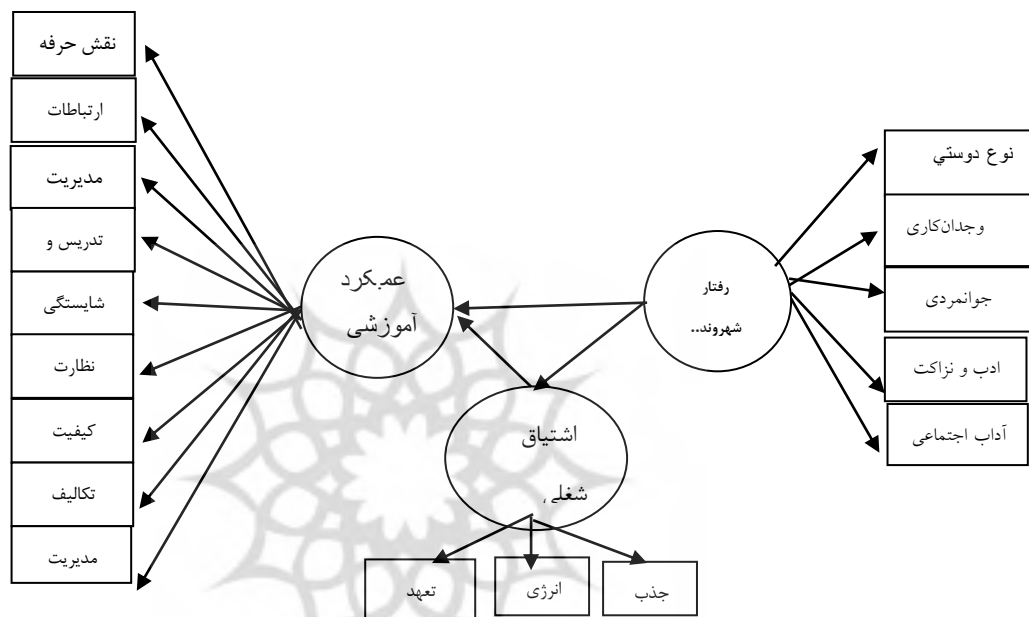 نقش حرفه
ارتباطات
مدیریت
تدریس و
شایستگی
نظارت
کیفیت
تکالیف
مدیریت
عمبکرد
آموزشی
رفتار
شهروند..
اشتیاق
شغلی
نوع دوستي
وجدان‌کاری
جوانمردی
ادب و نزاکت
آداب اجتماعی
تعهد
انرژی
جذب